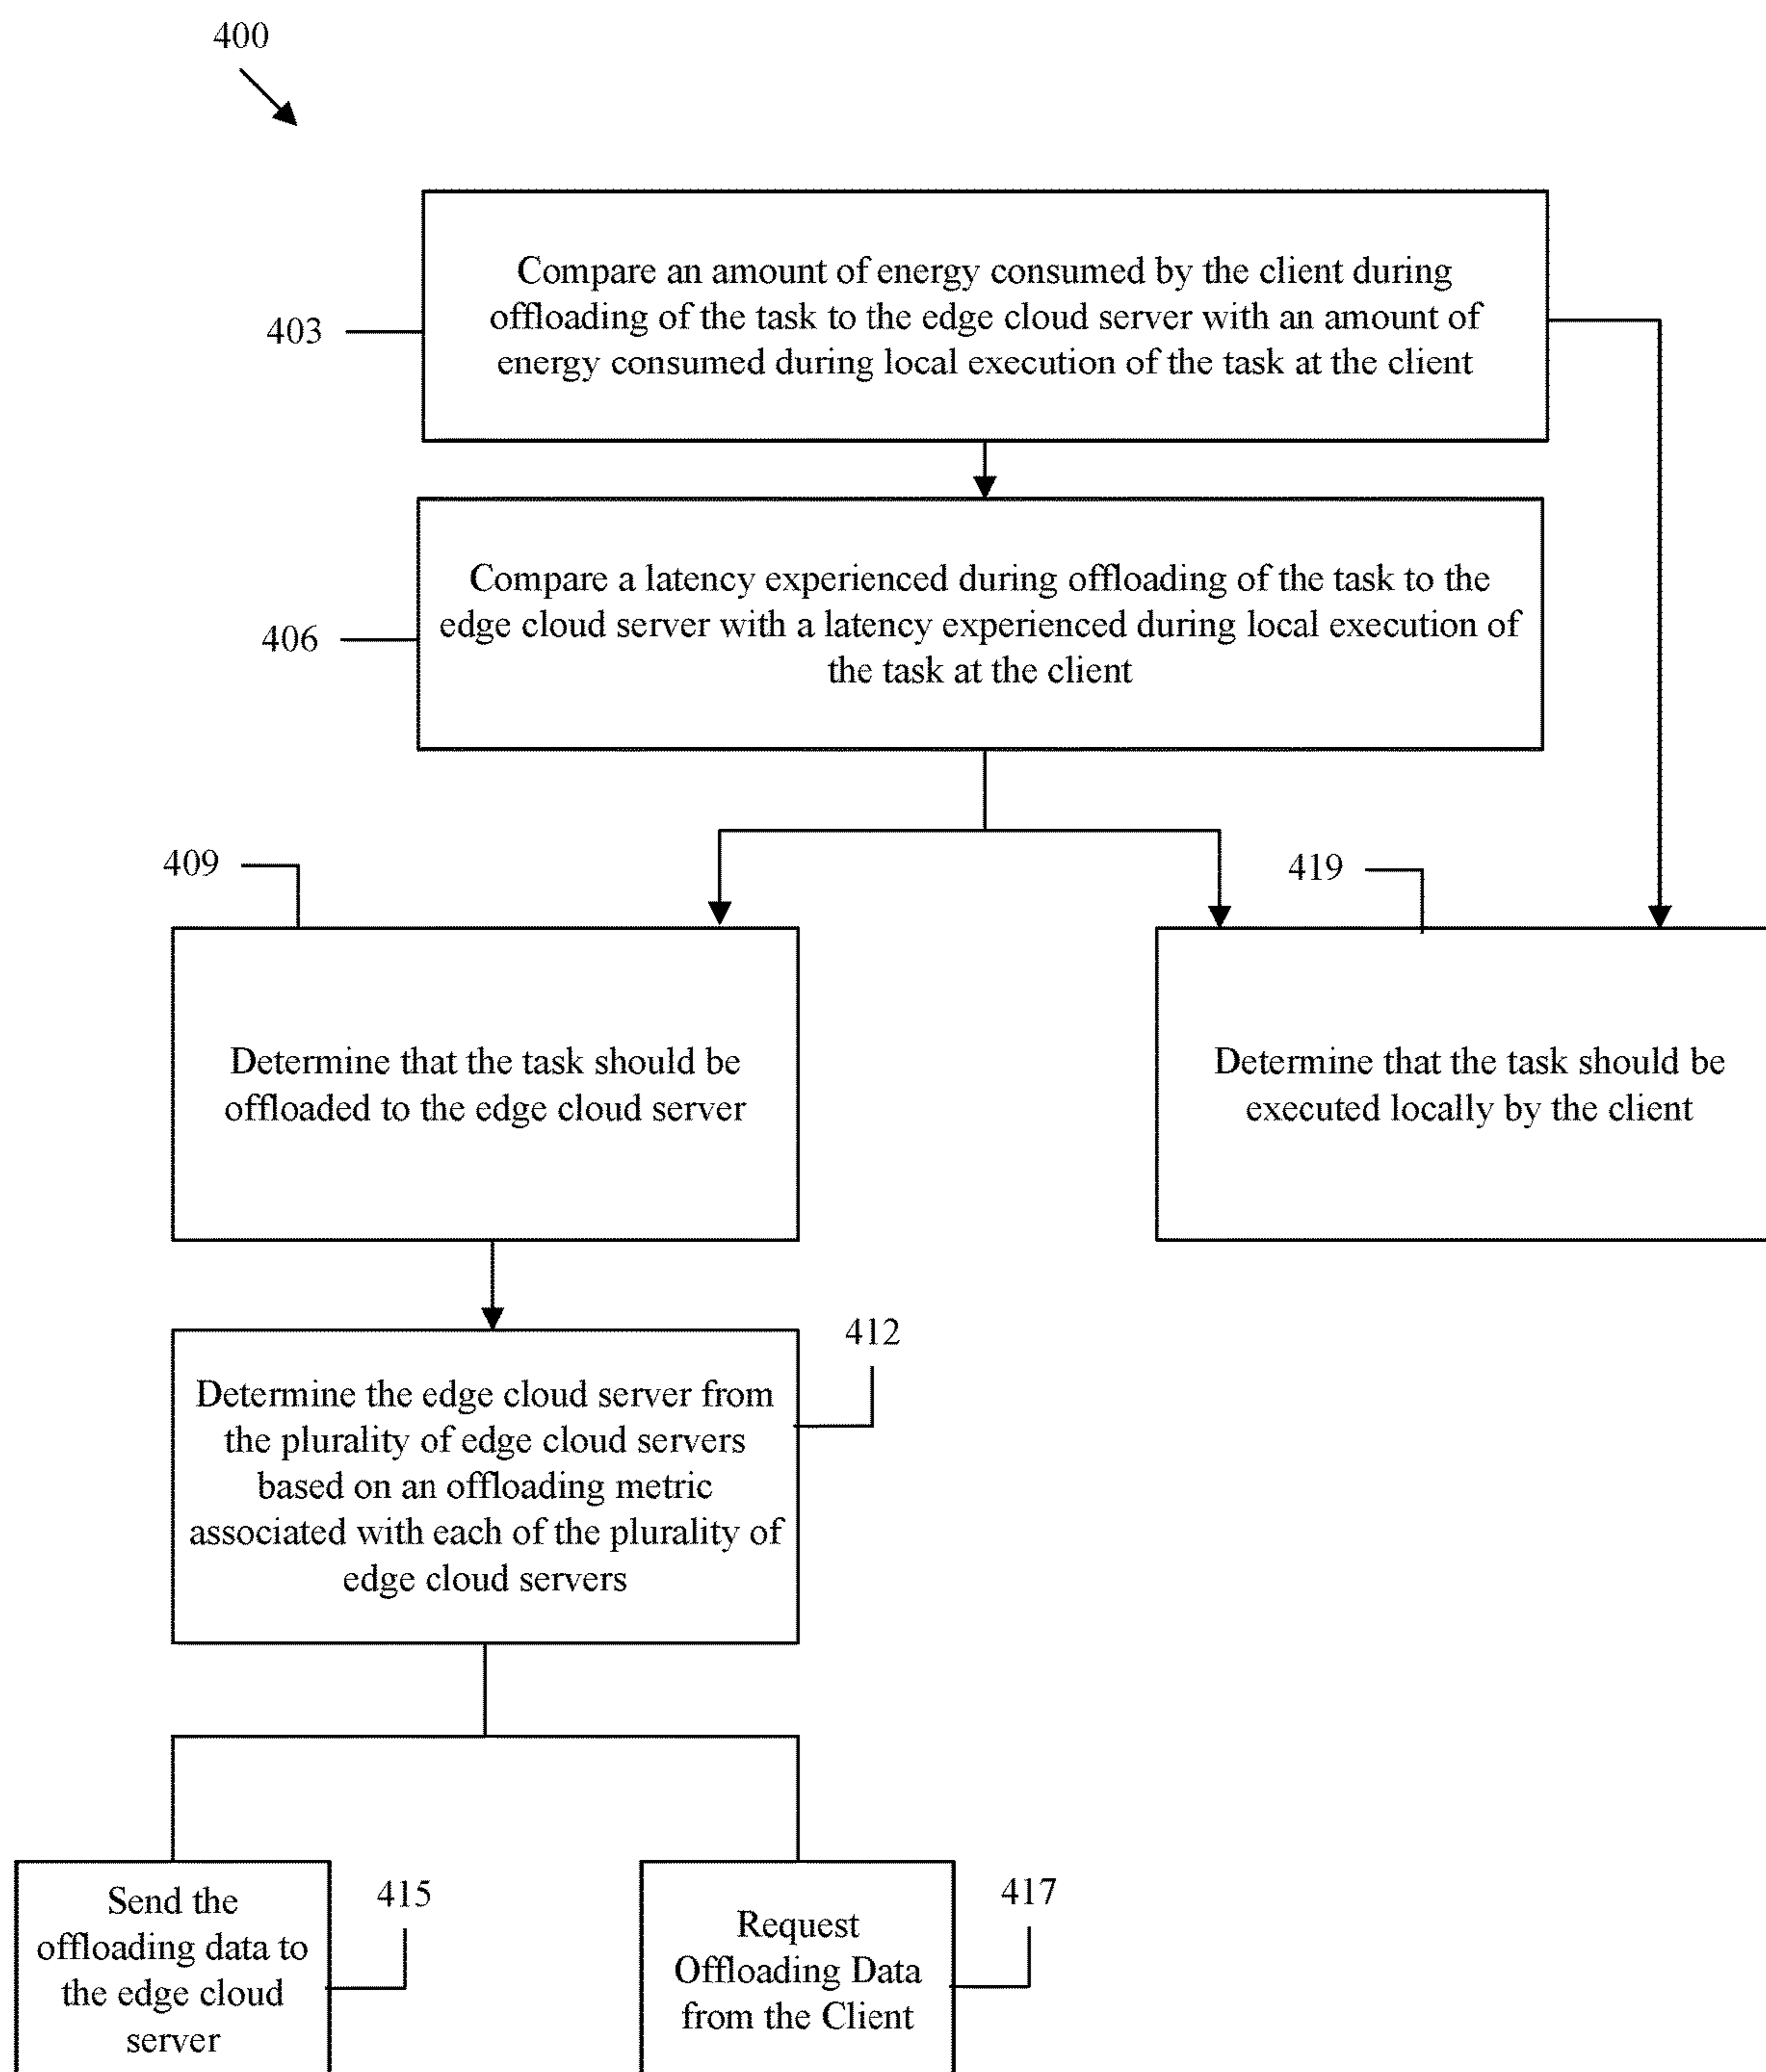 400
Compare an amount of energy consumed by the client during
offloading of the task to the edge cloud server with an amount of
energy consumed during local execution of the task at the client
403
Compare a latency experienced during offloading of the task to the
edge cloud server with a latency experienced during local execution of
the task at the client
406
409
419
Determine that the task should be
offloaded to the edge cloud server
Determine that the task should be
executed locally by the client
412
Determine the edge cloud server from
the plurality of edge cloud servers
based on an offloading metric
associated with each of the plurality of
edge cloud servers
Send the
offloading data to
the edge cloud
server
415
Request
Offloading Data
from the Client
417